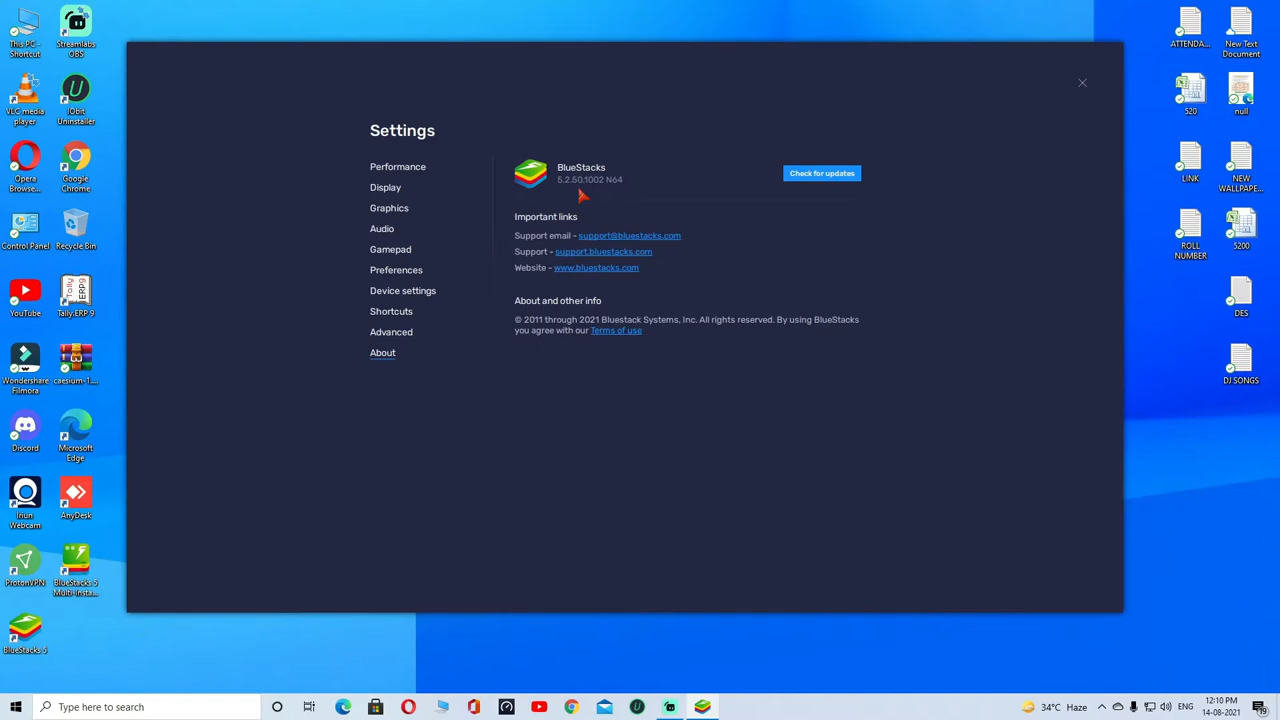 This PC -
Shortcut
Streamlabs
OBS
VLC media
player
IObit
Uninstaller
Opera
Browse...
Google
Chrome
Control Panel
Recycle Bin
YouTube
Tally.ERP 9
Wondershare
Filmora
caesium-1....
Discord
Microsoft
Edge
Iriun
Webcam
AnyDesk
ProtonVPN
BlueStacks 5
Multi-Insta...
BlueStacks 5
Settings
Performance
Display
Graphics
Audio
Gamepad
Preferences
Device settings
Shortcuts
Advanced
About
BlueStacks
5.2.50.1002 N64
Check for updates
Important links
Support email - support@bluestacks.com
Support - support.bluestacks.com
Website - www.bluestacks.com
About and other info
© 2011 through 2021 Bluestack Systems, Inc. All rights reserved. By using BlueStacks
you agree with our Terms of use
ATTENDA...
New Text
Document
520
null
LINK
NEW
WALLPAPE...
ROLL
NUMBER
5200
DES
DJ SONGS
Type here to search
34°C Haze
ENG
12:10 PM
14-08-2021
19